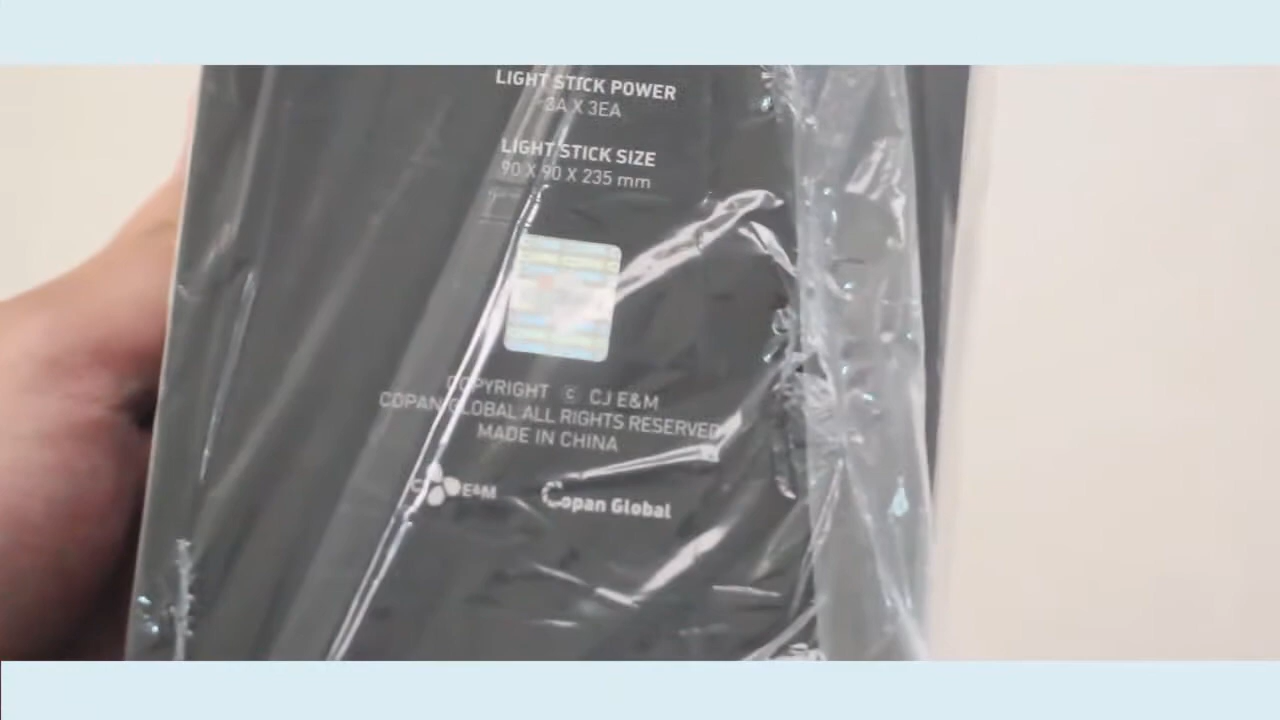 LIGHT STICK POWER
3A X 3EA
LIGHT STICK SIZE
90 X 90 X 235 mm
COPYRIGHT © CJ E&M
COPAN GLOBAL ALL RIGHTS RESERVED
MADE IN CHINA
CJ E&M
Copan Global